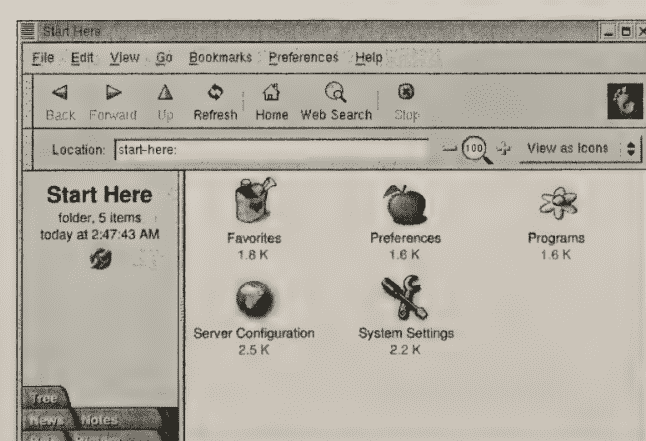 Start Here
File Edit View Go Bookmarks Preferences Help
Back Forward Up Refresh Home Web Search Stop
Location: start-here: 100 View as Icons
Start Here
folder, 5 items
today at 2:47:43 AM
Favorites Preferences Programs
1.8 K 1.6 K 1.6 K
Server Configuration System Settings
2.5 K 2.2 K
Tree
News Notes